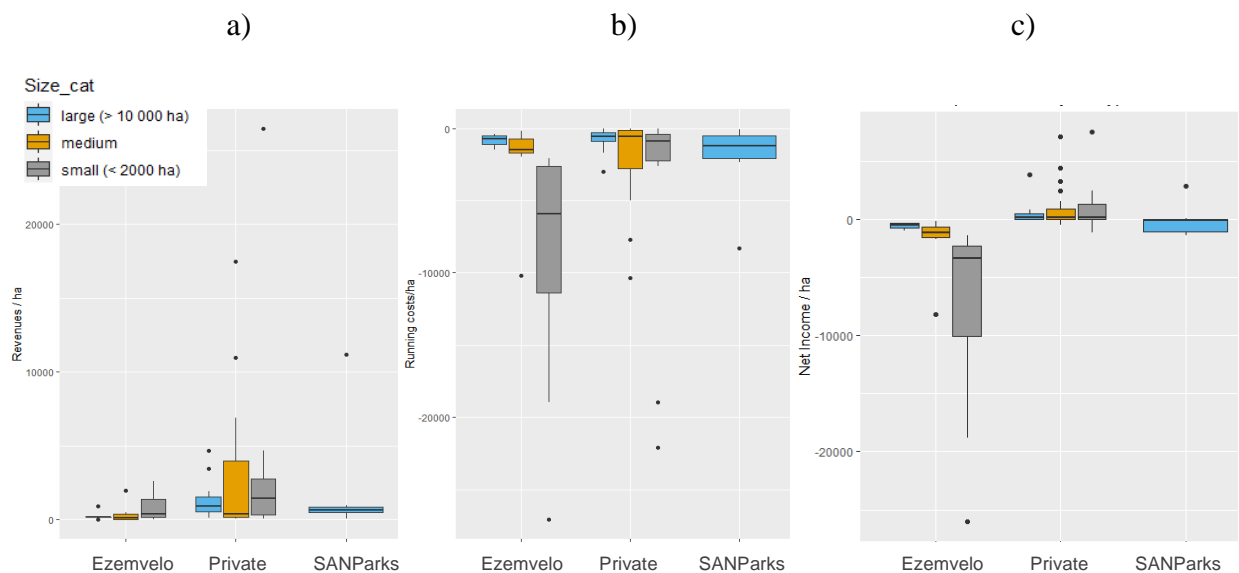 a)
b)
c)
Size_cat
large (> 10 000 ha)
medium
small (< 2000 ha)
Revenues / ha
20000
10000
0
Ezemvelo Private SANParks
Running costs/ha
0
-10000
-20000
Ezemvelo Private SANParks
Net Income / ha
0
-10000
-20000
Ezemvelo Private SANParks